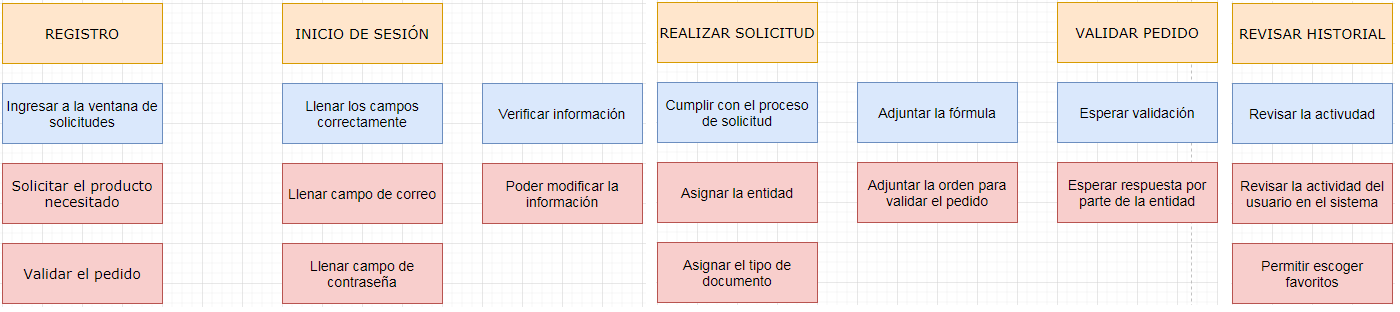 REGISTRO
INICIO DE SESIÓN
REALIZAR SOLICITUD
VALIDAR PEDIDO
REVISAR HISTORIAL
Ingresar a la ventana de
solicitudes
Llenar los campos
correctamente
Verificar información
Cumplir con el proceso
de solicitud
Adjuntar la fórmula
Esperar validación
Revisar la activudad
Solicitar el producto
necesitado
Llenar campo de correo
Poder modificar la
información
Asignar la entidad
Adjuntar la orden para
validar el pedido
Esperar respuesta por
parte de la entidad
Revisar la actividad del
usuario en el sistema
Validar el pedido
Llenar campo de
contraseña
Asignar el tipo de
documento
Permitir escoger
favoritos